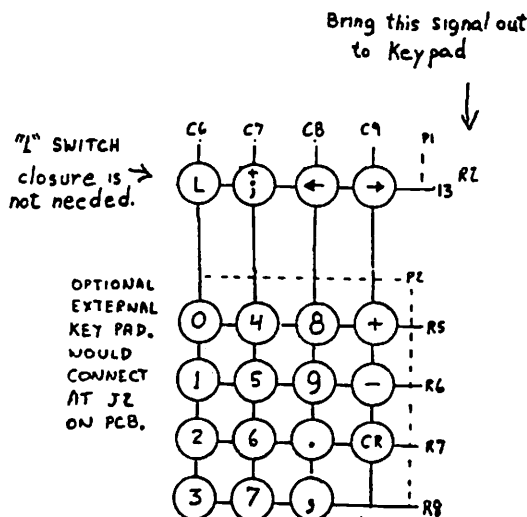 Bring this signal out
to Keypad
"L" SWITCH
closure is
not needed.
C6 C7 C8 C9 P1
L + ; ← → 13 R2
P2
OPTIONAL
EXTERNAL
KEY PAD.
WOULD
CONNECT
AT J2
ON PCB.
0 4 8 + R5
1 5 9 - R6
2 6 . CR R7
3 7 , R8